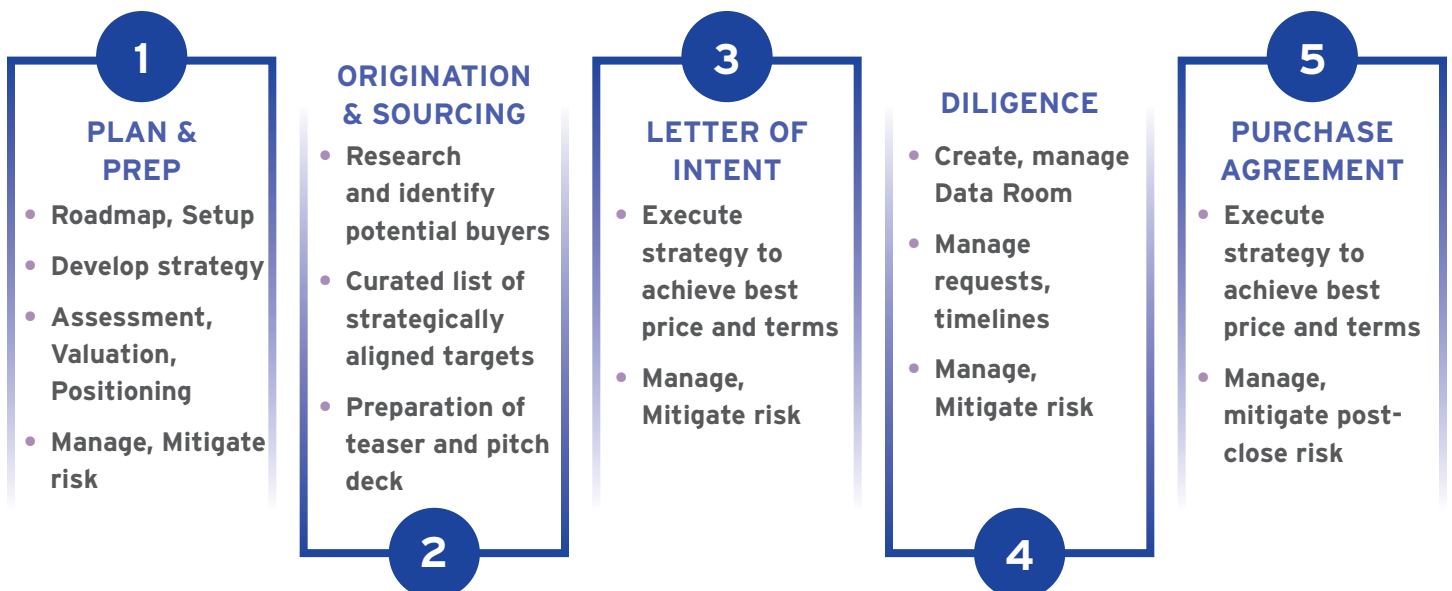 1
PLAN &
PREP
• Roadmap, Setup
• Develop strategy
• Assessment,
Valuation,
Positioning
• Manage, Mitigate
risk
ORIGINATION
& SOURCING
• Research
and identify
potential buyers
• Curated list of
strategically
aligned targets
• Preparation of
teaser and pitch
deck
2
3
LETTER OF
INTENT
• Execute
strategy to
achieve best
price and terms
• Manage,
Mitigate risk
DILIGENCE
• Create, manage
Data Room
• Manage
requests,
timelines
• Manage,
Mitigate risk
4
5
PURCHASE
AGREEMENT
• Execute
strategy to
achieve best
price and terms
• Manage,
mitigate post-
close risk